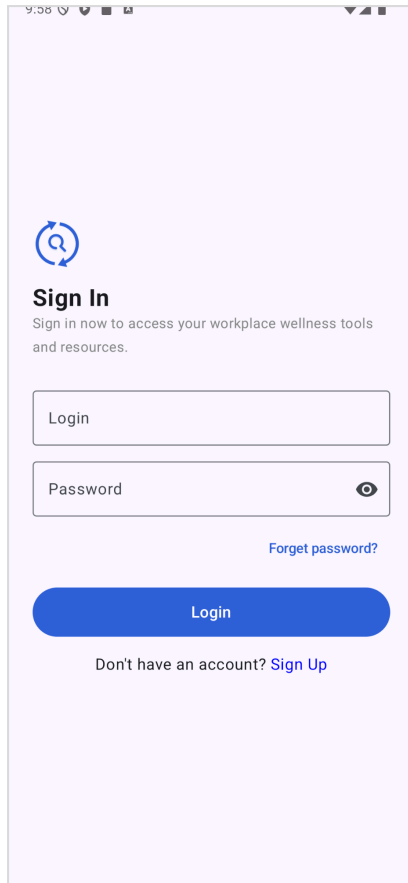 9:58
Sign In
Sign in now to access your workplace wellness tools
and resources.
Login
Password
Forget password?
Login
Don't have an account? Sign Up